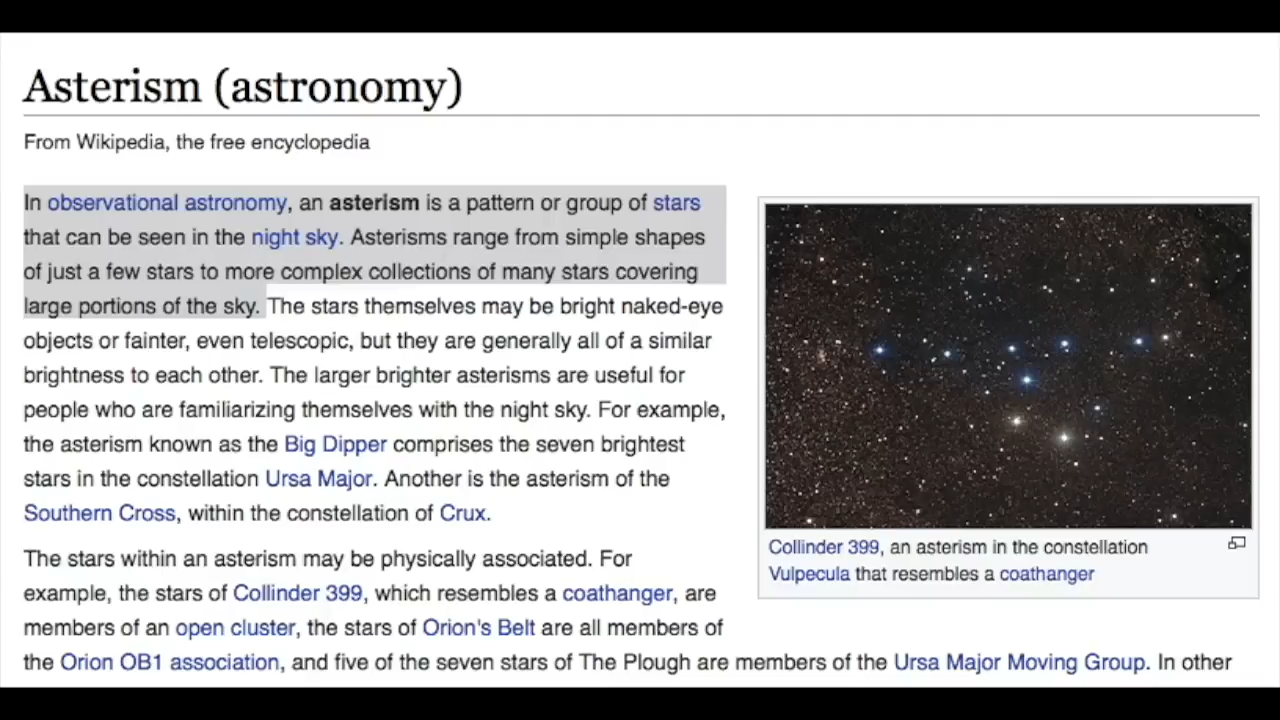 Asterism (astronomy)
From Wikipedia, the free encyclopedia
In observational astronomy, an asterism is a pattern or group of stars
that can be seen in the night sky. Asterisms range from simple shapes
of just a few stars to more complex collections of many stars covering
large portions of the sky. The stars themselves may be bright naked-eye
objects or fainter, even telescopic, but they are generally all of a similar
brightness to each other. The larger brighter asterisms are useful for
people who are familiarizing themselves with the night sky. For example,
the asterism known as the Big Dipper comprises the seven brightest
stars in the constellation Ursa Major. Another is the asterism of the
Southern Cross, within the constellation of Crux.
The stars within an asterism may be physically associated. For
example, the stars of Collinder 399, which resembles a coathanger, are
members of an open cluster, the stars of Orion's Belt are all members of
the Orion OB1 association, and five of the seven stars of The Plough are members of the Ursa Major Moving Group. In other
Collinder 399, an asterism in the constellation
Vulpecula that resembles a coathanger